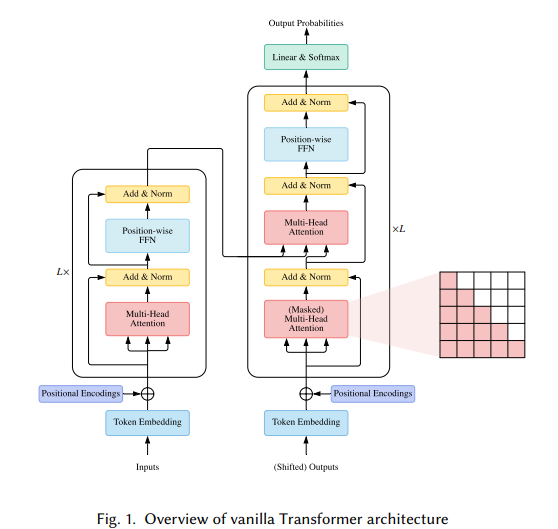 Output Probabilities
Linear & Softmax
Add & Norm
Position-wise
FFN
Add & Norm
Multi-Head
Attention
×L
Add & Norm
(Masked)
Multi-Head
Attention
Positional Encodings
Token Embedding
(Shifted) Outputs
Add & Norm
Position-wise
FFN
L×
Add & Norm
Multi-Head
Attention
Positional Encodings
Token Embedding
Inputs
Fig. 1. Overview of vanilla Transformer architecture